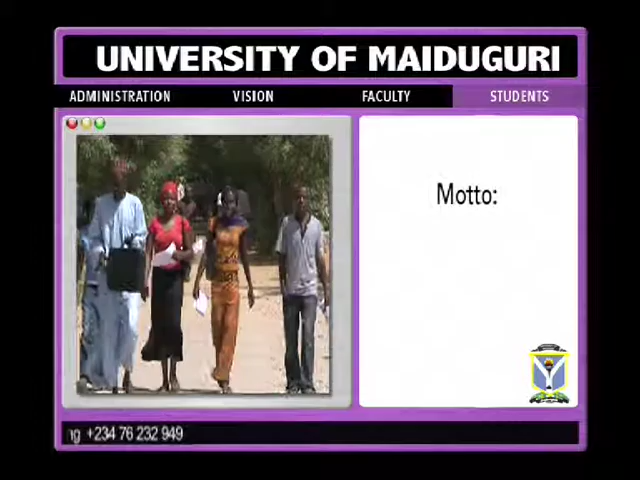 UNIVERSITY OF MAIDUGURI
ADMINISTRATION
VISION
FACULTY
STUDENTS
Motto:
+234 76 232 949